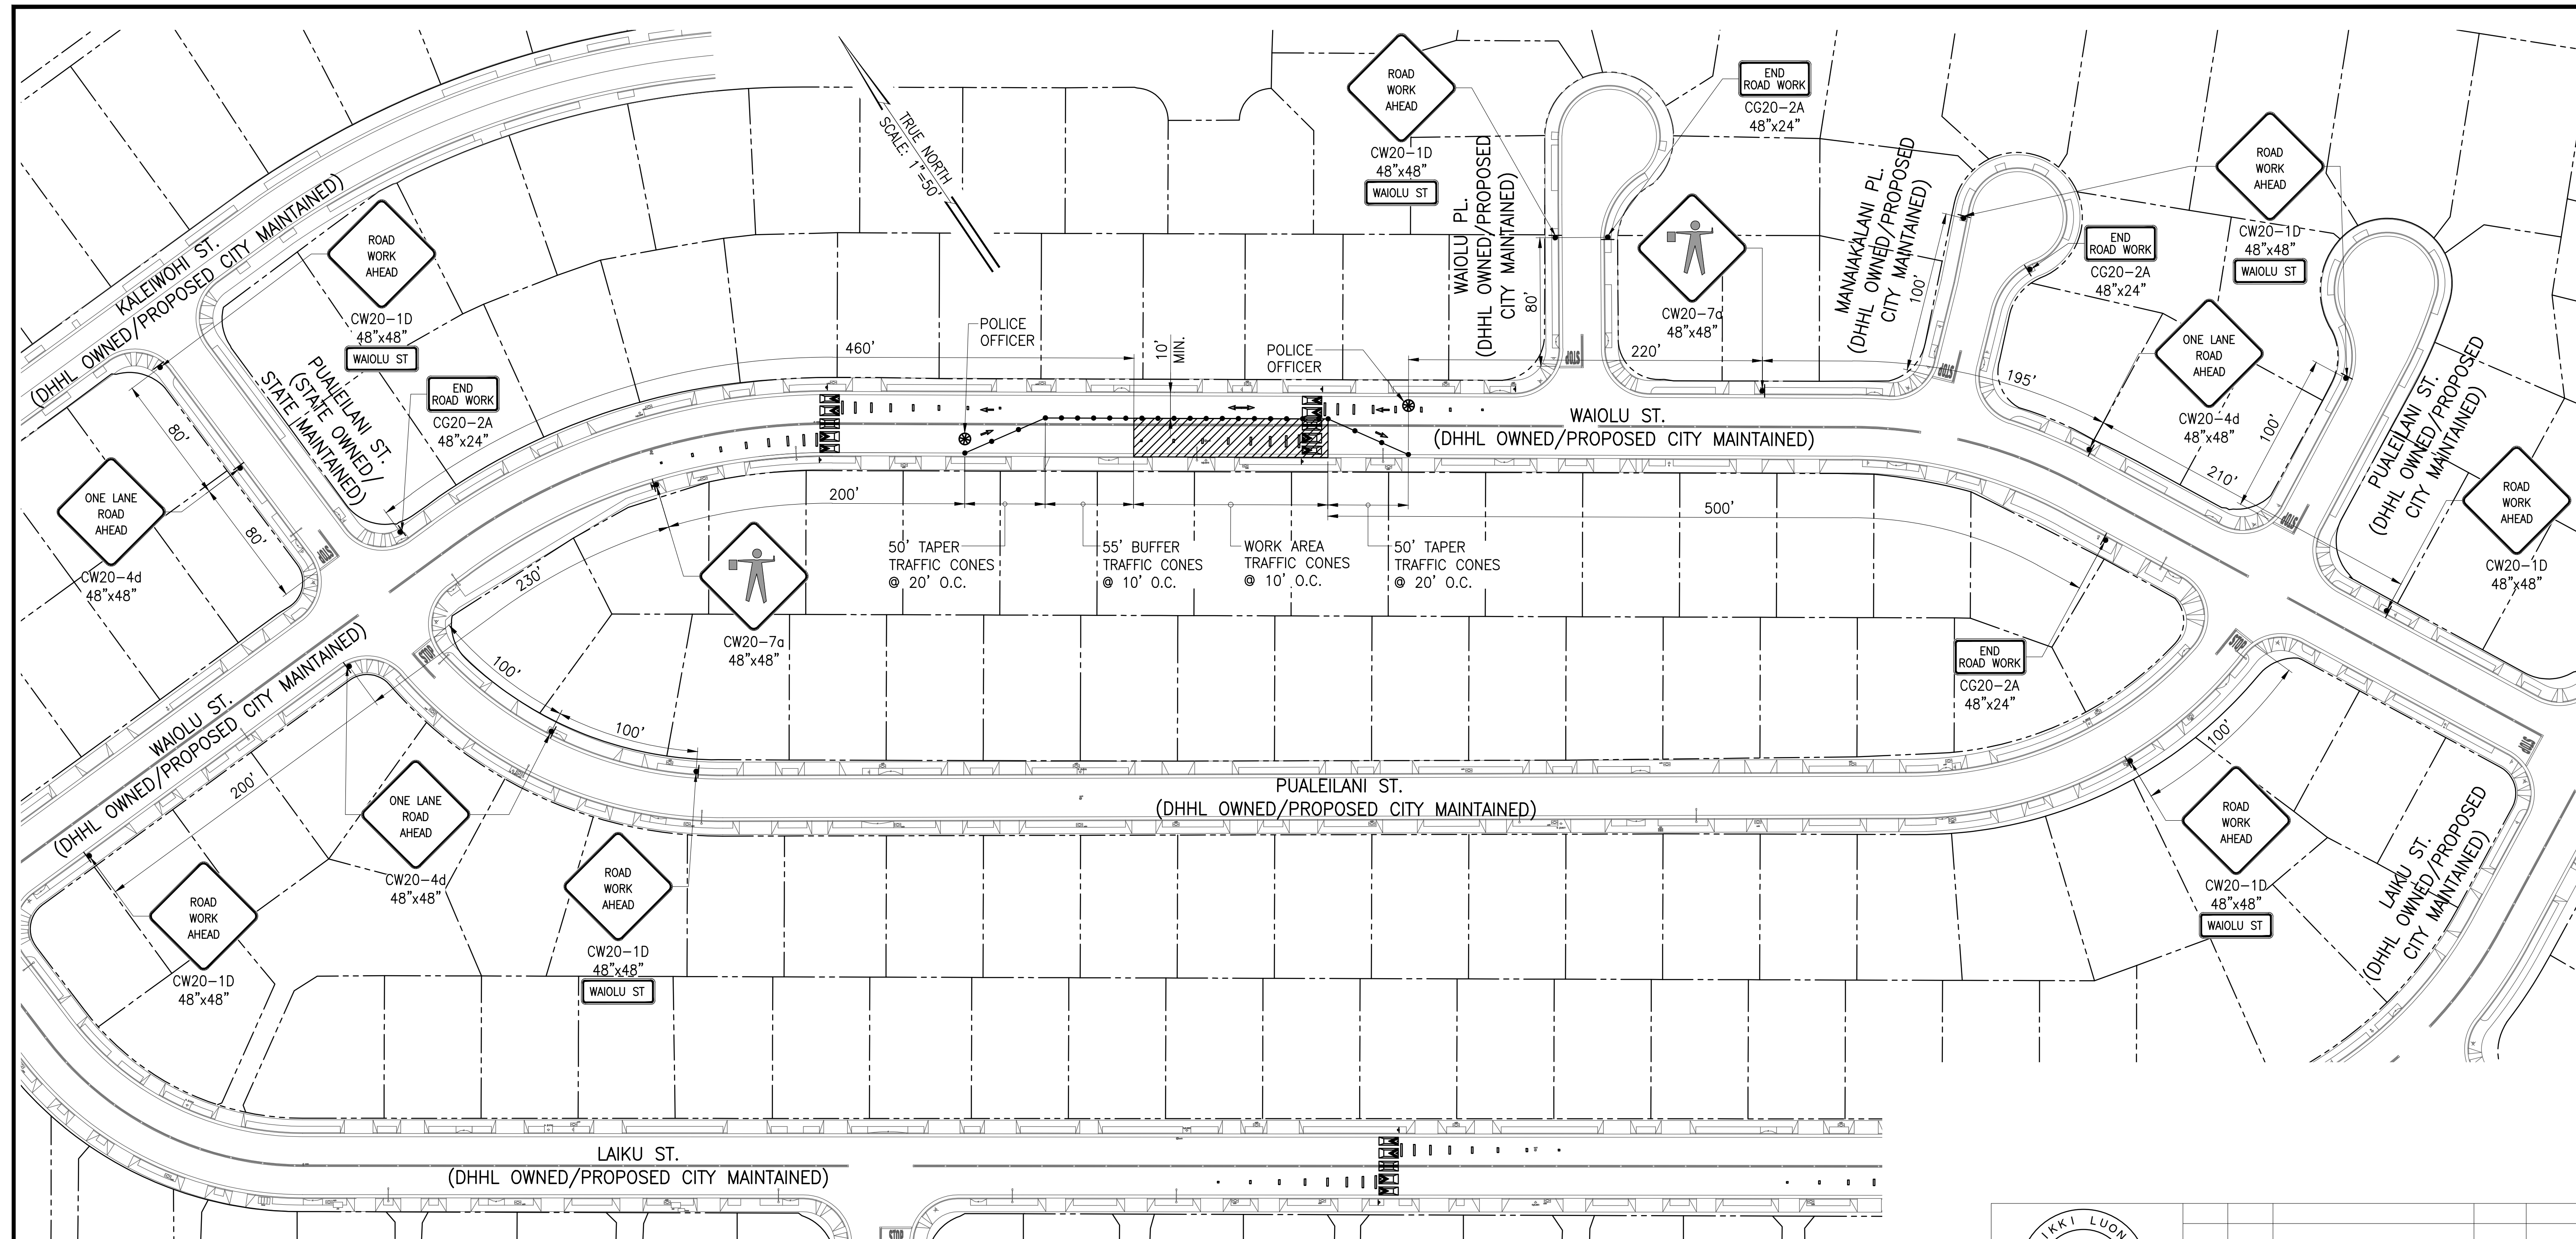 ROAD
WORK
AHEAD
CW20-1D
48"x48"
WAIOLU ST
END
ROAD WORK
CG20-2A
48"x24"
TRUE NORTH
SCALE: 1"=50'
WAIOLU PL.
(DHHL OWNED/PROPOSED
CITY MAINTAINED)
80'
CW20-7a
48"x48"
MANAIAKALANI PL.
(DHHL OWNED/PROPOSED
CITY MAINTAINED)
100'
END
ROAD WORK
CG20-2A
48"x24"
ROAD
WORK
AHEAD
CW20-1D
48"x48"
WAIOLU ST
KALEIWOHI ST.
(DHHL OWNED/PROPOSED CITY MAINTAINED)
ROAD
WORK
AHEAD
CW20-1D
48"x48"
WAIOLU ST
END
ROAD WORK
CG20-2A
48"x24"
PUALEILANI ST.
(STATE OWNED/
STATE MAINTAINED)
80'
80'
ONE LANE
ROAD
AHEAD
CW20-4d
48"x48"
STOP
460'
POLICE
OFFICER
10'
MIN.
POLICE
OFFICER
220'
STOP
STOP
195'
ONE LANE
ROAD
AHEAD
CW20-4d
48"x48"
100'
210'
STOP
PUALEILANI ST.
(DHHL OWNED/PROPOSED
CITY MAINTAINED)
ROAD
WORK
AHEAD
CW20-1D
48"x48"
WAIOLU ST.
(DHHL OWNED/PROPOSED CITY MAINTAINED)
200'
500'
230'
50' TAPER
TRAFFIC CONES
@ 20' O.C.
55' BUFFER
TRAFFIC CONES
@ 10' O.C.
WORK AREA
TRAFFIC CONES
@ 10' O.C.
50' TAPER
TRAFFIC CONES
@ 20' O.C.
CW20-7a
48"x48"
END
ROAD WORK
CG20-2A
48"x24"
STOP
STOP
STOP
WAIOLU ST.
(DHHL OWNED/PROPOSED CITY MAINTAINED)
200'
100'
100'
ONE LANE
ROAD
AHEAD
CW20-4d
48"x48"
ROAD
WORK
AHEAD
CW20-1D
48"x48"
ROAD
WORK
AHEAD
CW20-1D
48"x48"
WAIOLU ST
PUALEILANI ST.
(DHHL OWNED/PROPOSED CITY MAINTAINED)
100'
ROAD
WORK
AHEAD
CW20-1D
48"x48"
WAIOLU ST
LAIKU ST.
(DHHL OWNED/PROPOSED
CITY MAINTAINED)
LAIKU ST.
(DHHL OWNED/PROPOSED CITY MAINTAINED)
STOP
IKKI LUON